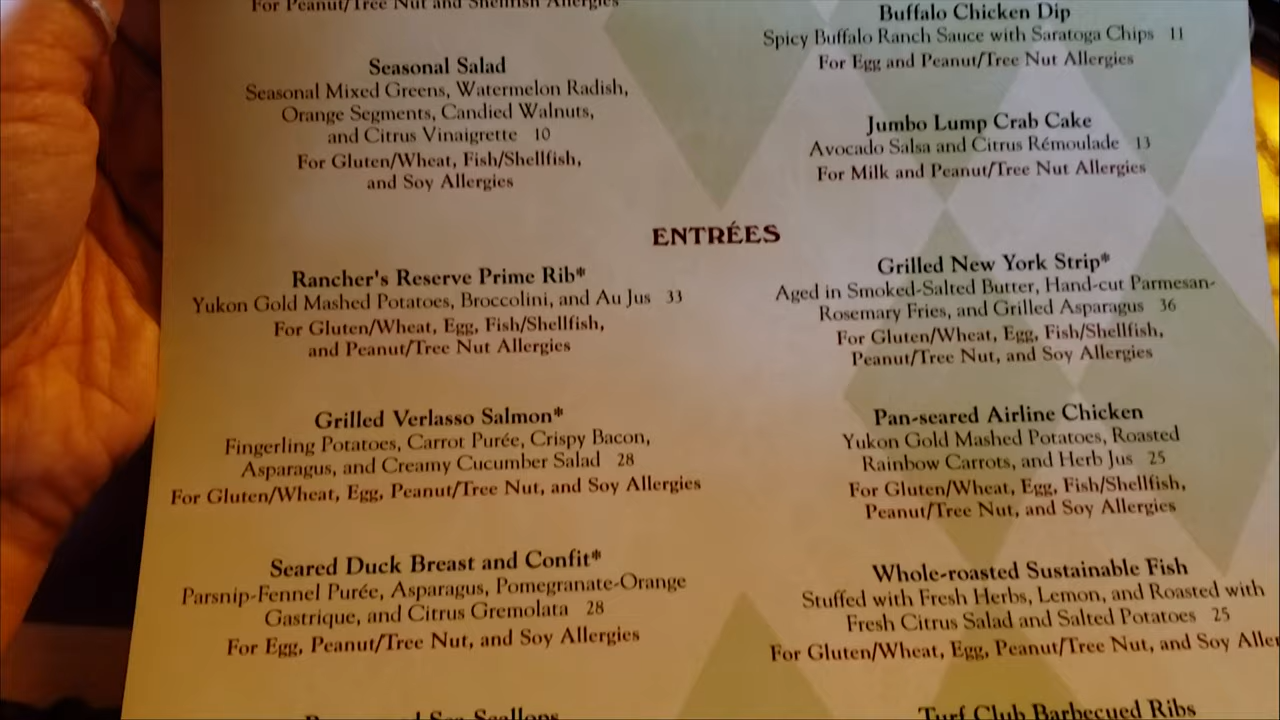 For Peanut/Tree Nut and Shellfish Allergies
Seasonal Salad
Seasonal Mixed Greens, Watermelon Radish,
Orange Segments, Candied Walnuts,
and Citrus Vinaigrette 10
For Gluten/Wheat, Fish/Shellfish,
and Soy Allergies
Buffalo Chicken Dip
Spicy Buffalo Ranch Sauce with Saratoga Chips 11
For Egg and Peanut/Tree Nut Allergies
Jumbo Lump Crab Cake
Avocado Salsa and Citrus Rémoulade 13
For Milk and Peanut/Tree Nut Allergies
ENTRÉES
Rancher's Reserve Prime Rib*
Yukon Gold Mashed Potatoes, Broccolini, and Au Jus 33
For Gluten/Wheat, Egg, Fish/Shellfish,
and Peanut/Tree Nut Allergies
Grilled Verlasso Salmon*
Fingerling Potatoes, Carrot Purée, Crispy Bacon,
Asparagus, and Creamy Cucumber Salad 28
For Gluten/Wheat, Egg, Peanut/Tree Nut, and Soy Allergies
Seared Duck Breast and Confit*
Parsnip-Fennel Purée, Asparagus, Pomegranate-Orange
Gastrique, and Citrus Gremolata 28
For Egg, Peanut/Tree Nut, and Soy Allergies
Sea Scallops
Grilled New York Strip*
Aged in Smoked-Salted Butter, Hand-cut Parmesan-
Rosemary Fries, and Grilled Asparagus 36
For Gluten/Wheat, Egg, Fish/Shellfish,
Peanut/Tree Nut, and Soy Allergies
Pan-seared Airline Chicken
Yukon Gold Mashed Potatoes, Roasted
Rainbow Carrots, and Herb Jus 25
For Gluten/Wheat, Egg, Fish/Shellfish,
Peanut/Tree Nut, and Soy Allergies
Whole-roasted Sustainable Fish
Stuffed with Fresh Herbs, Lemon, and Roasted with
Fresh Citrus Salad and Salted Potatoes 25
For Gluten/Wheat, Egg, Peanut/Tree Nut, and Soy Aller
Turf Club Barbecued Ribs